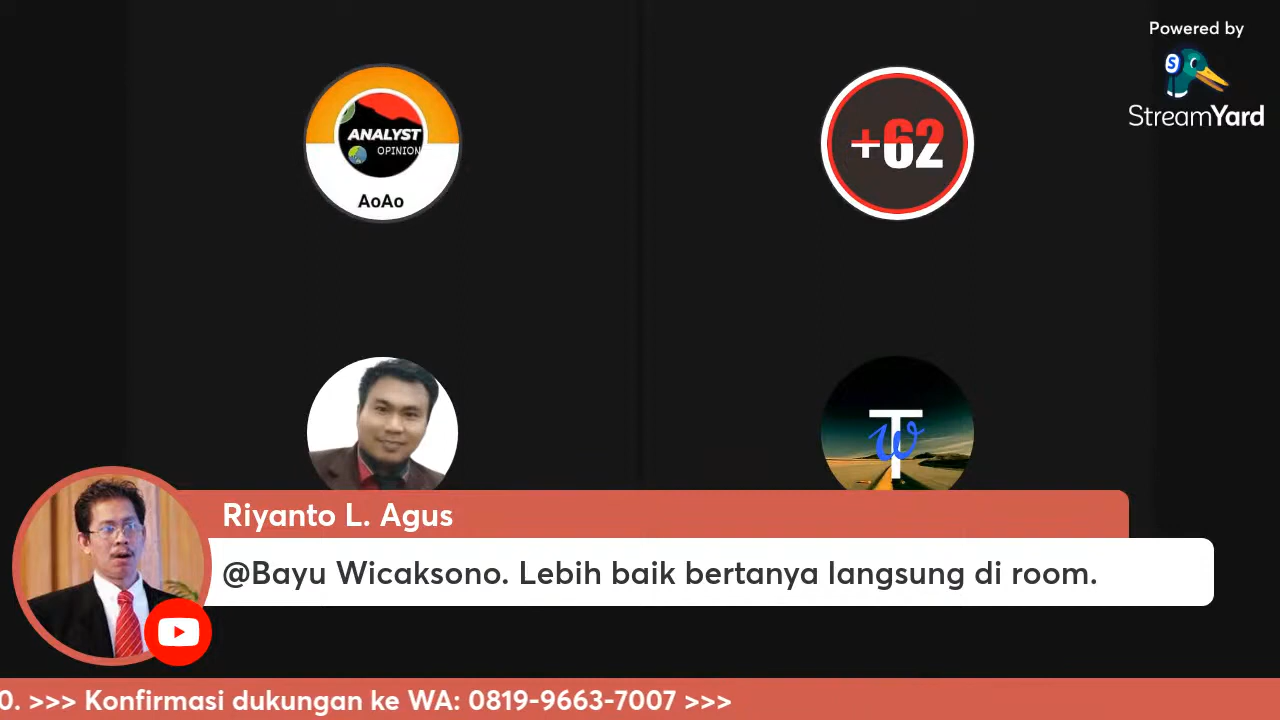 Powered by
StreamYard
ANALYST
OPINION
AoAo
+62
T
w
Riyanto L. Agus
@Bayu Wicaksono. Lebih baik bertanya langsung di room.
0. >>> Konfirmasi dukungan ke WA: 0819-9663-7007 >>>